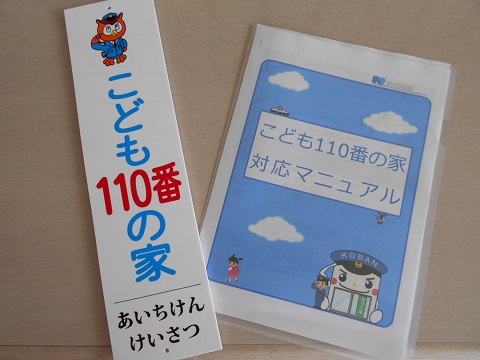 こども
110番
の家
あいちけん
けいさつ
こども110番の家
対応マニュアル
KOBAN